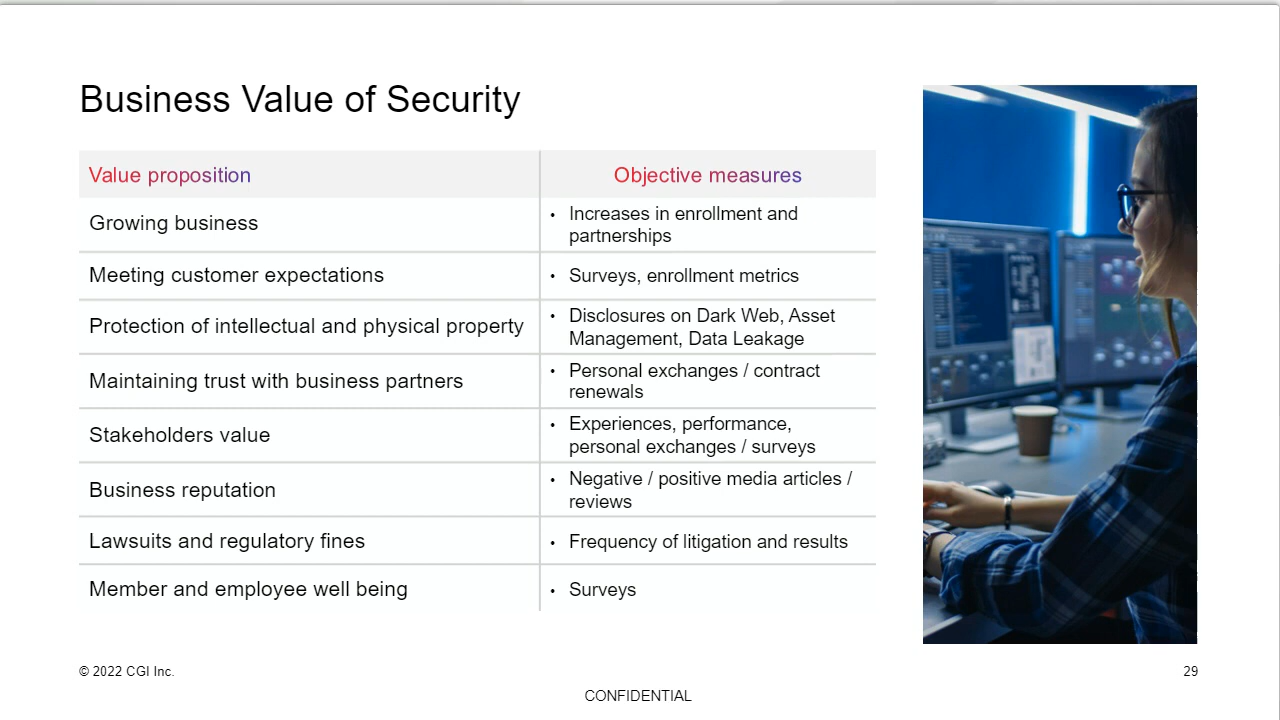 Business Value of Security
Value proposition
Objective measures
Growing business
• Increases in enrollment and
partnerships
Meeting customer expectations
• Surveys, enrollment metrics
Protection of intellectual and physical property
• Disclosures on Dark Web, Asset
Management, Data Leakage
Maintaining trust with business partners
• Personal exchanges / contract
renewals
Stakeholders value
• Experiences, performance,
personal exchanges / surveys
Business reputation
• Negative / positive media articles /
reviews
Lawsuits and regulatory fines
• Frequency of litigation and results
Member and employee well being
• Surveys
© 2022 CGI Inc.
29
CONFIDENTIAL